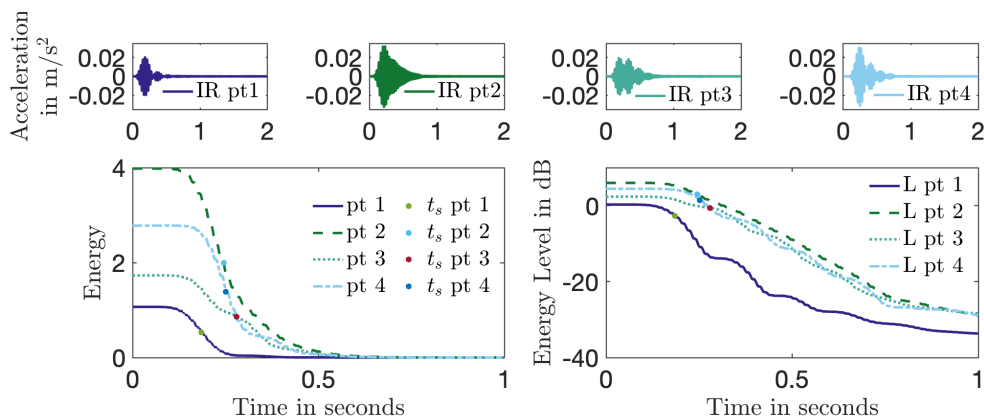 Acceleration
in m/s²
0.02
0
-0.02
IR pt1
0 1 2
0.02
0
-0.02
IR pt2
0 1 2
0.02
0
-0.02
IR pt3
0 1 2
0.02
0
-0.02
IR pt4
0 1 2
Energy
4
2
0
pt 1
pt 2
pt 3
pt 4
tₛ pt 1
tₛ pt 2
tₛ pt 3
tₛ pt 4
0 0.5 1
Time in seconds
Energy Level in dB
0
-20
-40
L pt 1
L pt 2
L pt 3
L pt 4
0 0.5 1
Time in seconds